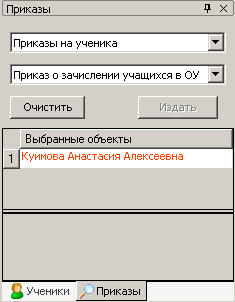 Приказы
Приказы на ученика
Приказ о зачислении учащихся в ОУ
Очистить Издать
Выбранные объекты
1 Куимова Анастасия Алексеевна
Ученики Приказы